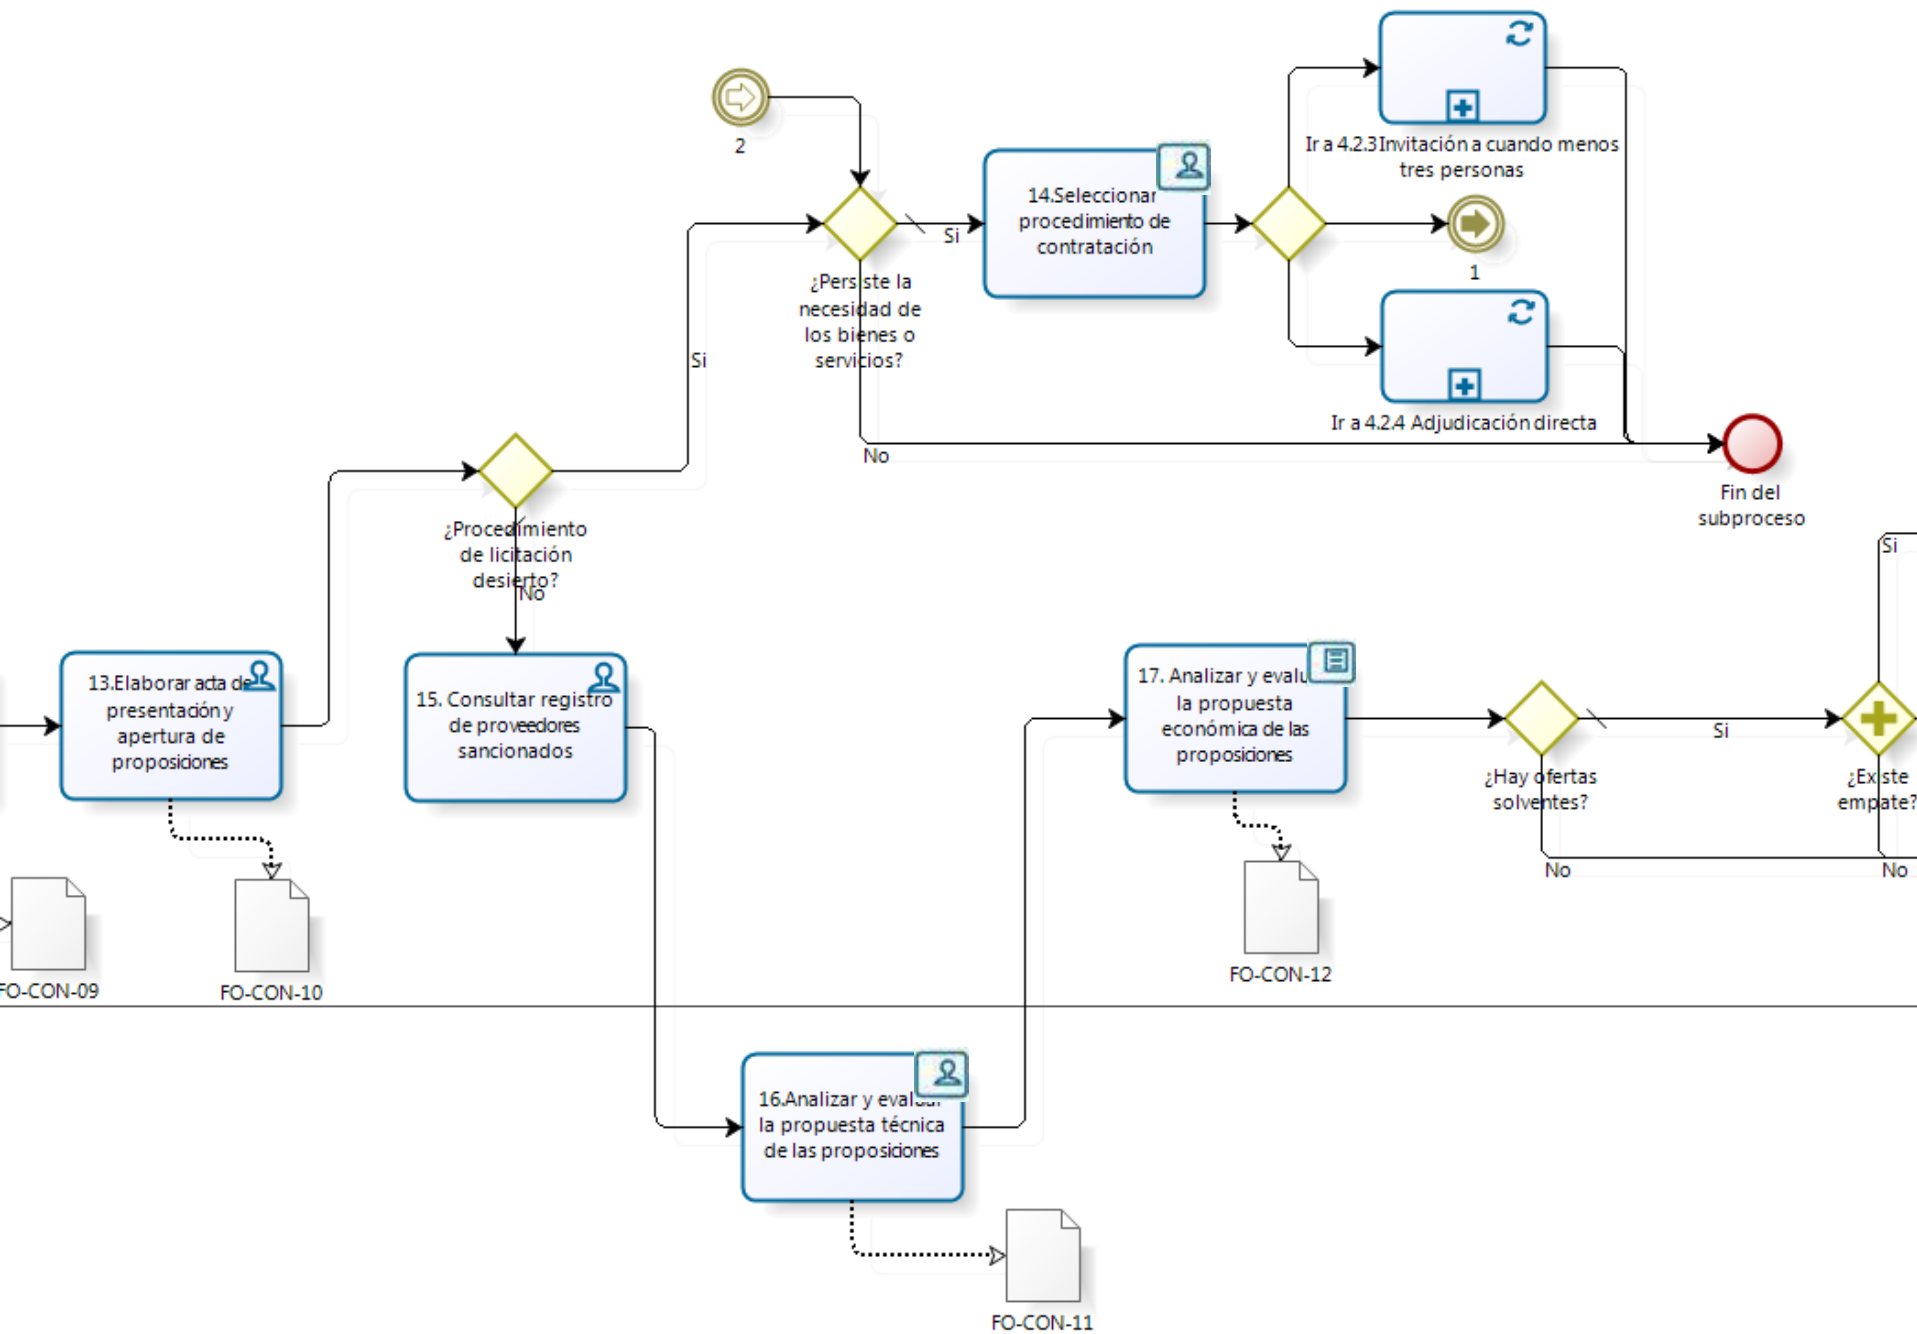 2
Ir a 4.2.3Invitación a cuando menos
tres personas
14.Seleccionar
procedimiento de
contratación
Si
1
¿Persiste la
necesidad de
los bienes o
servicios?
Si
Ir a 4.2.4 Adjudicación directa
No
Fin del
subproceso
¿Procedimiento
de licitación
desierto?
No
Si
13.Elaborar acta de
presentación y
apertura de
proposiciones
15. Consultar registro
de proveedores
sancionados
17. Analizar y evalu
la propuesta
económica de las
proposiciones
Si
¿Hay ofertas
solventes?
¿Existe
empate?
No
No
FO-CON-09
FO-CON-10
FO-CON-12
16.Analizar y evaluar
la propuesta técnica
de las proposiciones
FO-CON-11